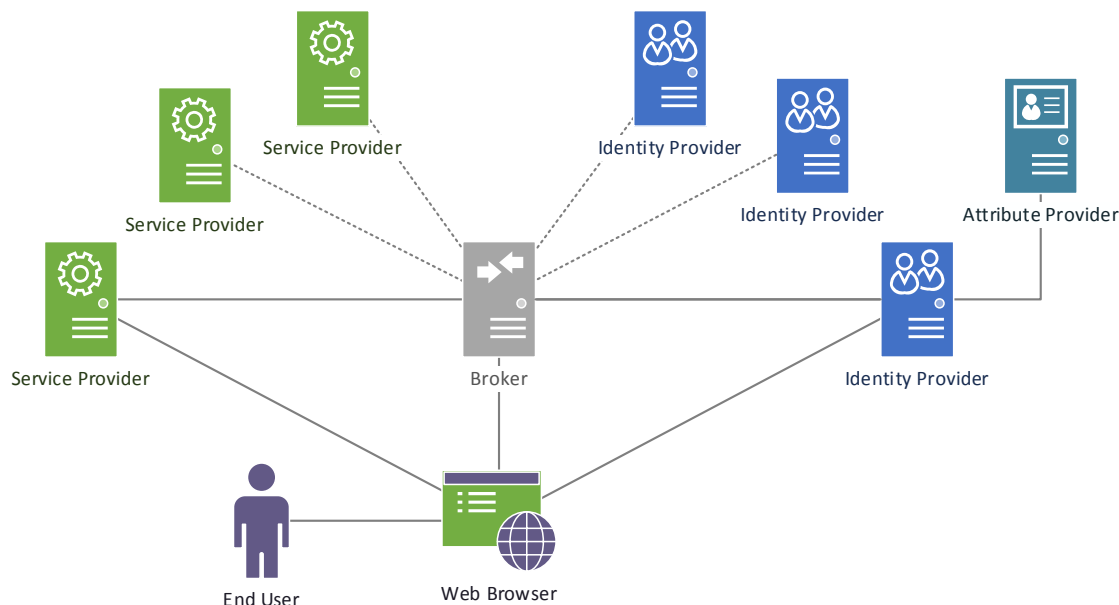 Service Provider
Identity Provider
Service Provider
Identity Provider
Attribute Provider
Service Provider
Broker
Identity Provider
End User
Web Browser